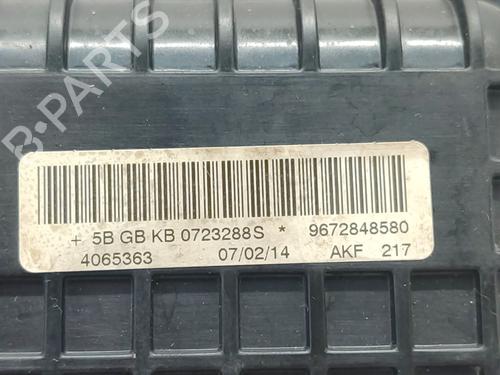 B-PARTS
+ 5B GB KB 0723288S * 9672848580
4065363 07/02/14 AKF 217